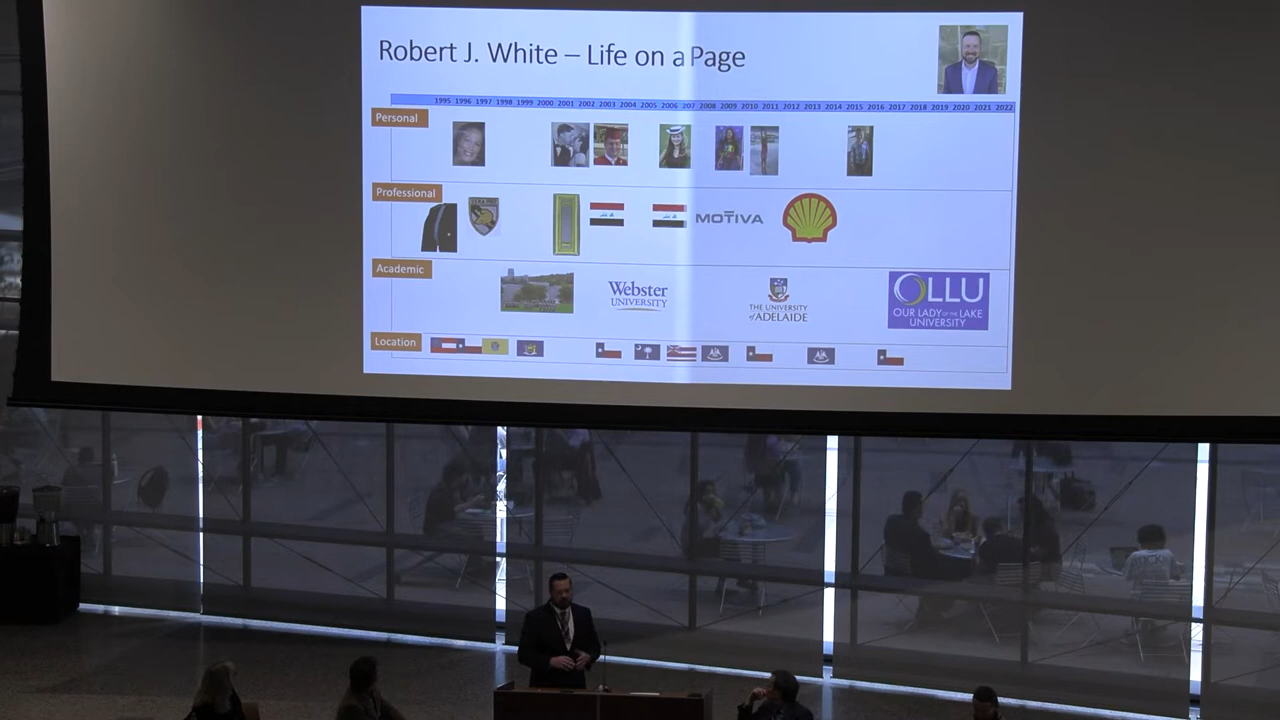 Robert J. White – Life on a Page
1995 1996 1997 1998 1999 2000 2001 2002 2003 2004 2005 2006 207 2008 2009 2010 2011 2012 2013 2014 2015 2016 2017 2018 2019 2020 2021 2022
Personal
Professional
MOTIVA
Academic
Webster
UNIVERSITY
THE UNIVERSITY
of ADELAIDE
OLLU
OUR LADY OF THE LAKE
UNIVERSITY
Location